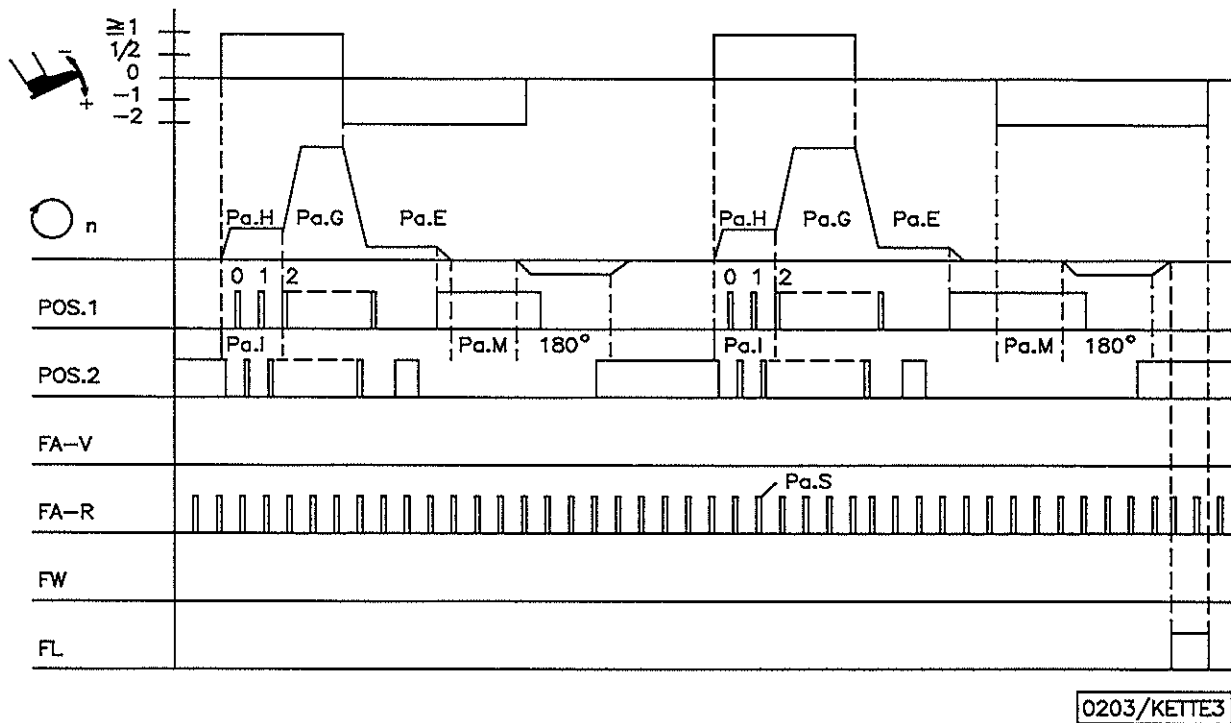 ≧1
1/2
0
-1
-2
-
+
n
Pa.H Pa.G Pa.E Pa.H Pa.G Pa.E
0 1 2 0 1 2
POS.1
Pa.I Pa.M 180° Pa.I Pa.M 180°
POS.2
FA-V
Pa.S
FA-R
FW
FL
0203/KETTE3